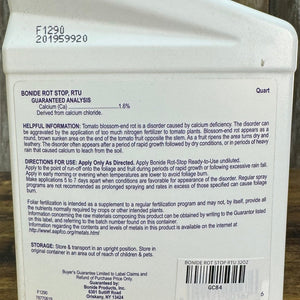 F1290
201959920
BONIDE ROT STOP, RTU
Quart
GUARANTEED ANALYSIS
Calcium (Ca) 1.6%
Derived from calcium chloride.
HELPFUL INFORMATION: Tomato blossom-end rot is a disorder caused by calcium deficiency. The disorder can
be aggravated by the application of too much nitrogen fertilizer to tomato plants. Blossom-end rot appears as a
round, brown sunken area on the end of the tomato fruit opposite the stem. As a fruit ripens the area turns dry and
leathery. The disorder often appears after a period of rapid growth followed by dry conditions, or in periods of heavy
rain that caused calcium to leach from the soil.
DIRECTIONS FOR USE: Apply Only As Directed. Apply Bonide Rot-Stop Ready-to-Use undiluted.
Apply to the point of run-off onto the foliage and fruit during periods of rapid growth or following excessive rain fall.
Apply in early morning or evening when temperatures are lower to avoid foliage burn.
Make applications 5 to 7 days apart when conditions are favorable for the appearance of the disorder. Regular spray
programs are not recommended as prolonged spraying rates in excess of those specified can cause foliage
burn.
Foliar fertilization is intended as a supplement to a regular fertilization program and may not, by itself, provide all
the nutrients normally required by crops or other intended plants.
Information concerning the raw materials composing this product can be obtained by writing to the Guarantor listed
on this label, and referring to the batch number found on this container.
Information regarding the contents and levels of metals in this product is available on the internet at
http://www.aapfco.org/metals.html
STORAGE: Store & transport in an upright position. Store in
original container in an area out of reach of children & pets.
BONIDE ROT STOP RTU 32OZ
GC84
Buyer's Guarantee Limited to Label Claims and
Refund of Purchase Price Only.
Guaranteed by:
Bonide Products, Inc.
6301 Sutliff Road
Oriskany, NY 13424
F1290
6